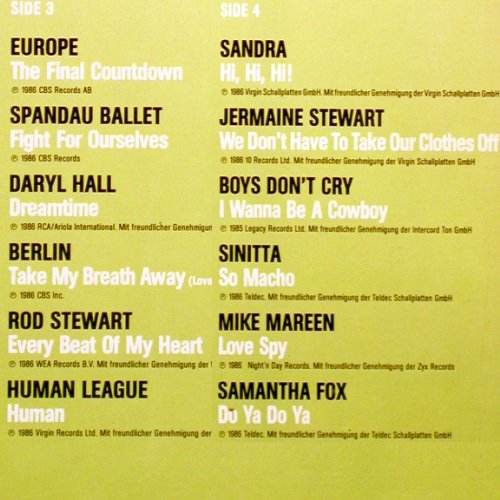 SIDE 3
EUROPE
The Final Countdown
℗ 1986 CBS Records AB
SPANDAU BALLET
Fight For Ourselves
℗ 1986 CBS Records
DARYL HALL
Dreamtime
℗ 1986 RCA/Ariola International. Mit freundlicher Genehmigun
BERLIN
Take My Breath Away (Love
℗ 1986 CBS Inc.
ROD STEWART
Every Beat Of My Heart
℗ 1986 WEA Records B.V. Mit freundlicher Genehmigung der
HUMAN LEAGUE
Human
℗ 1986 Virgin Records Ltd. Mit freundlicher Genehmigung der
SIDE 4
SANDRA
Hi, Hi, Hi!
℗ 1986 Virgin Schallplatten GmbH. Mit freundlicher Genehmigung der Virgin Schallplatten GmbH
JERMAINE STEWART
We Don't Have To Take Our Clothes Off
℗ 1986 10 Records Ltd. Mit freundlicher Genehmigung der Virgin Schallplatten GmbH
BOYS DON'T CRY
I Wanna Be A Cowboy
℗ 1985 Legacy Records Ltd. Mit freundlicher Genehmigung der Intercord Ton GmbH
SINITTA
So Macho
℗ 1985 Teldec. Mit freundlicher Genehmigung der Teldec Schallplatten GmbH
MIKE MAREEN
Love Spy
℗ 1986 Night'n Day Records. Mit freundlicher Genehmigung der Zyx Records
SAMANTHA FOX
Do Ya Do Ya
℗ 1986 Teldec. Mit freundlicher Genehmigung der Teldec Schallplatten GmbH